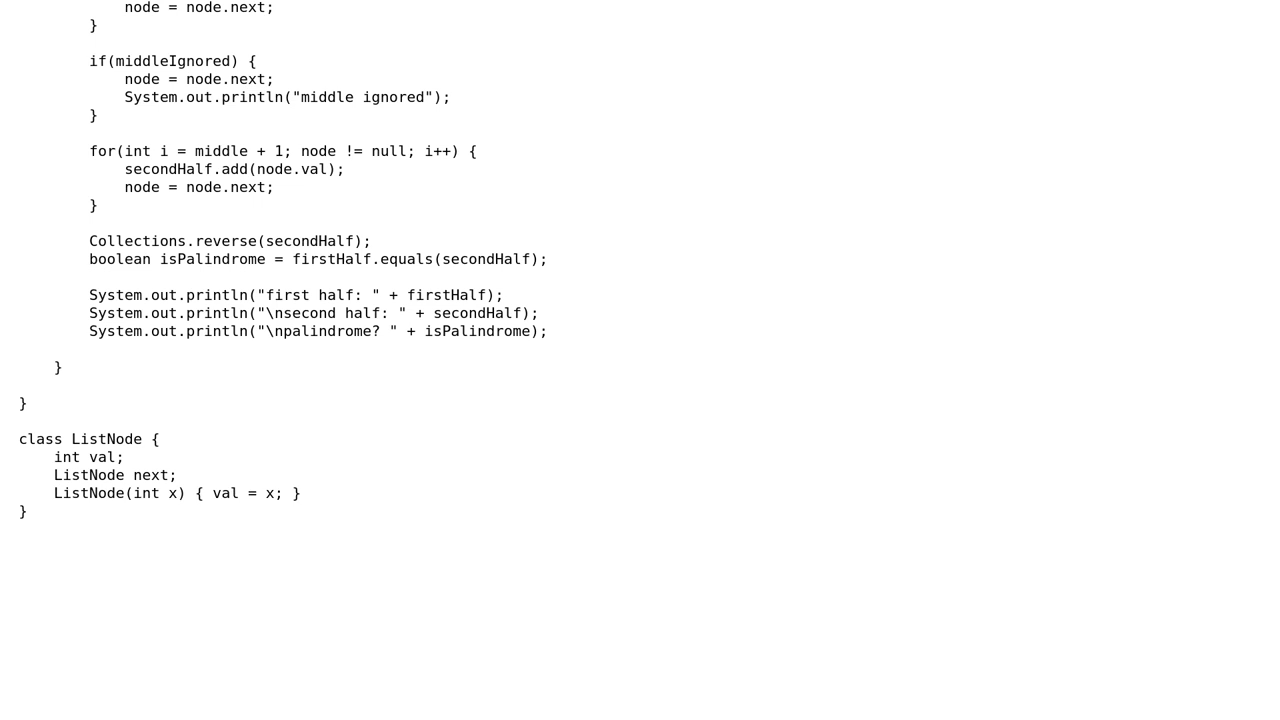 node = node.next;
        }

        if(middleIgnored) {
            node = node.next;
            System.out.println("middle ignored");
        }

        for(int i = middle + 1; node != null; i++) {
            secondHalf.add(node.val);
            node = node.next;
        }

        Collections.reverse(secondHalf);
        boolean isPalindrome = firstHalf.equals(secondHalf);

        System.out.println("first half: " + firstHalf);
        System.out.println("\nsecond half: " + secondHalf);
        System.out.println("\npalindrome? " + isPalindrome);

    }

}

class ListNode {
    int val;
    ListNode next;
    ListNode(int x) { val = x; }
}